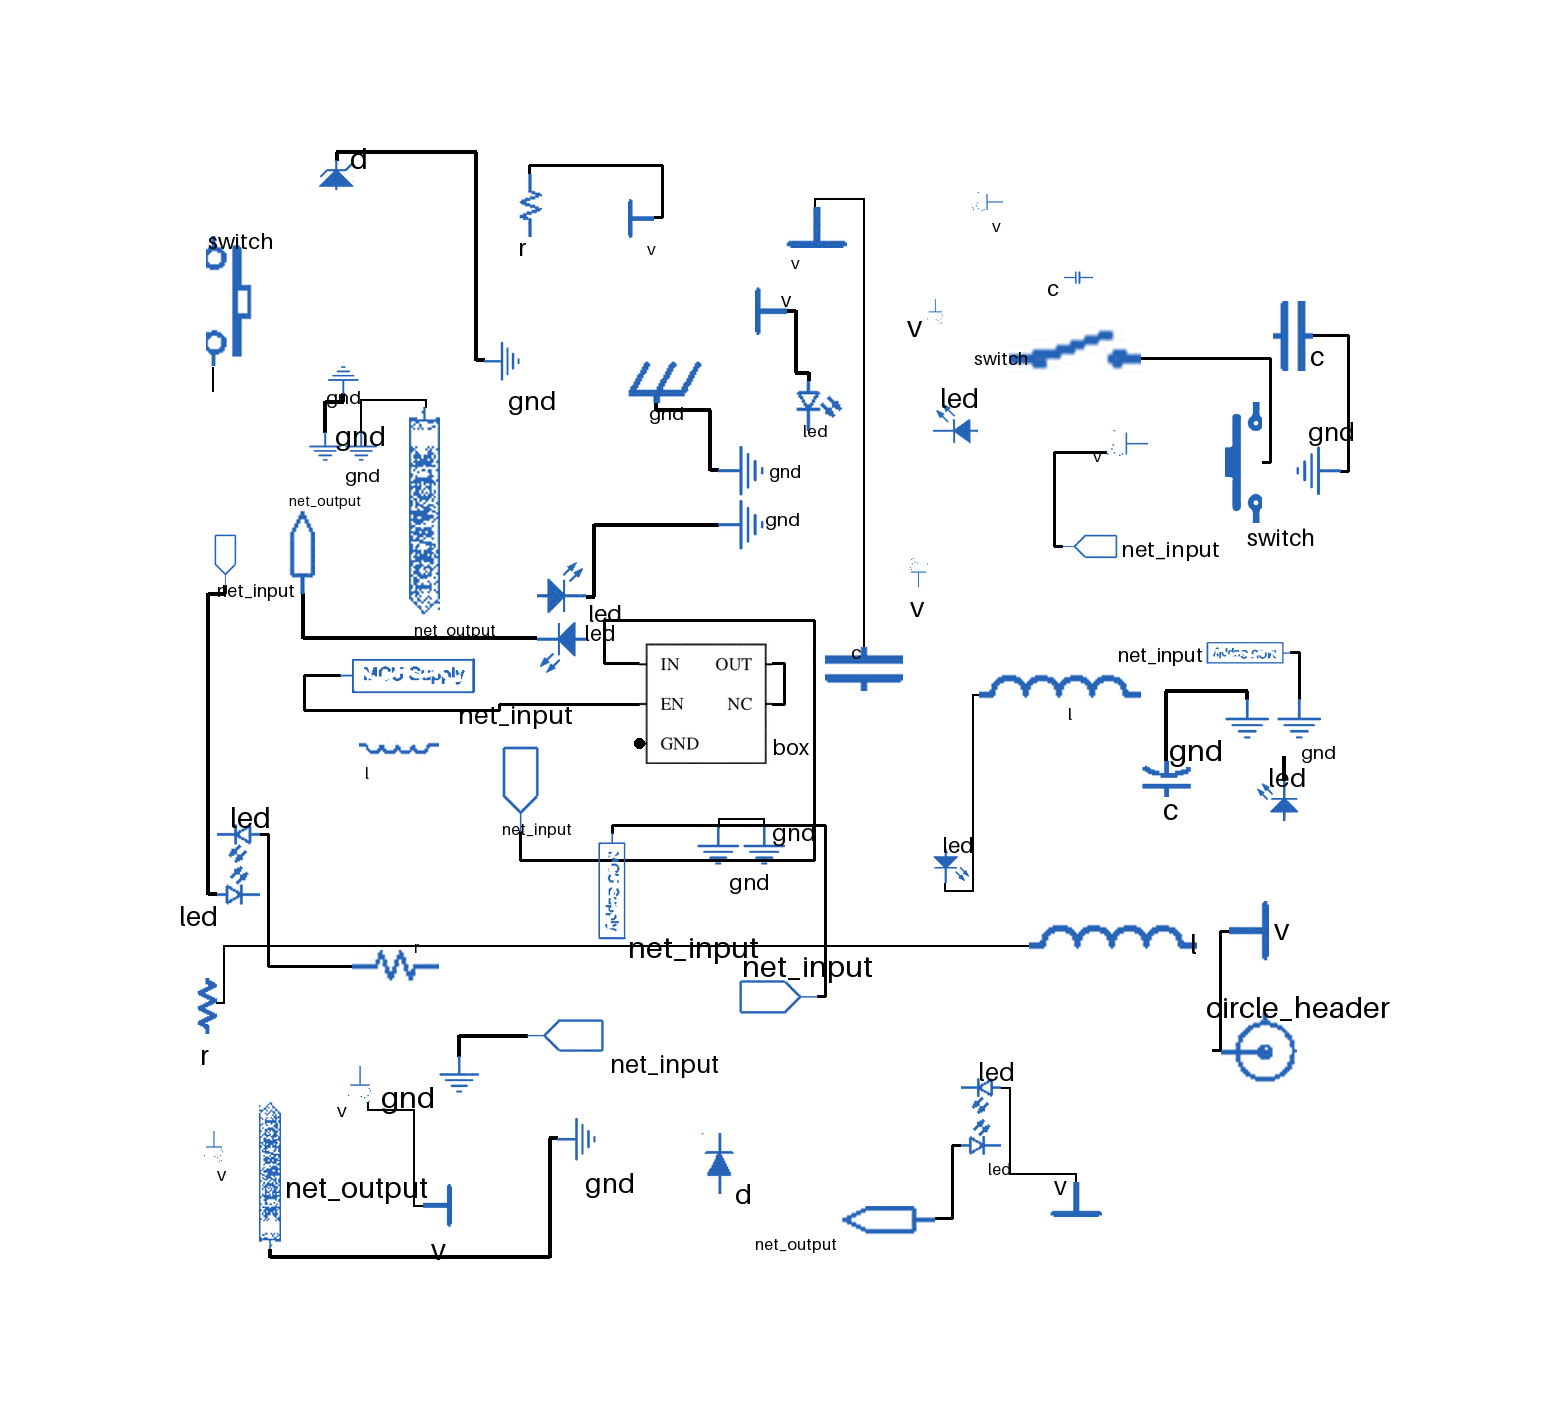 d
r
v
v
v
switch
v
c
v
switch
c
gnd
gnd
gnd
gnd
gnd
led
led
v
gnd
gnd
gnd
switch
net_output
net_input
net_input
v
led
led
net_output
net_input
c
IN OUT
MCU Supply
EN NC
GND
box
net_input
l
l
gnd
gnd
led
c
net_input
led
gnd
gnd
led
led
net_input
net_input
r
l
v
r
circle_header
net_input
gnd
v
led
led
v
v
net_output
gnd
v
d
net_output